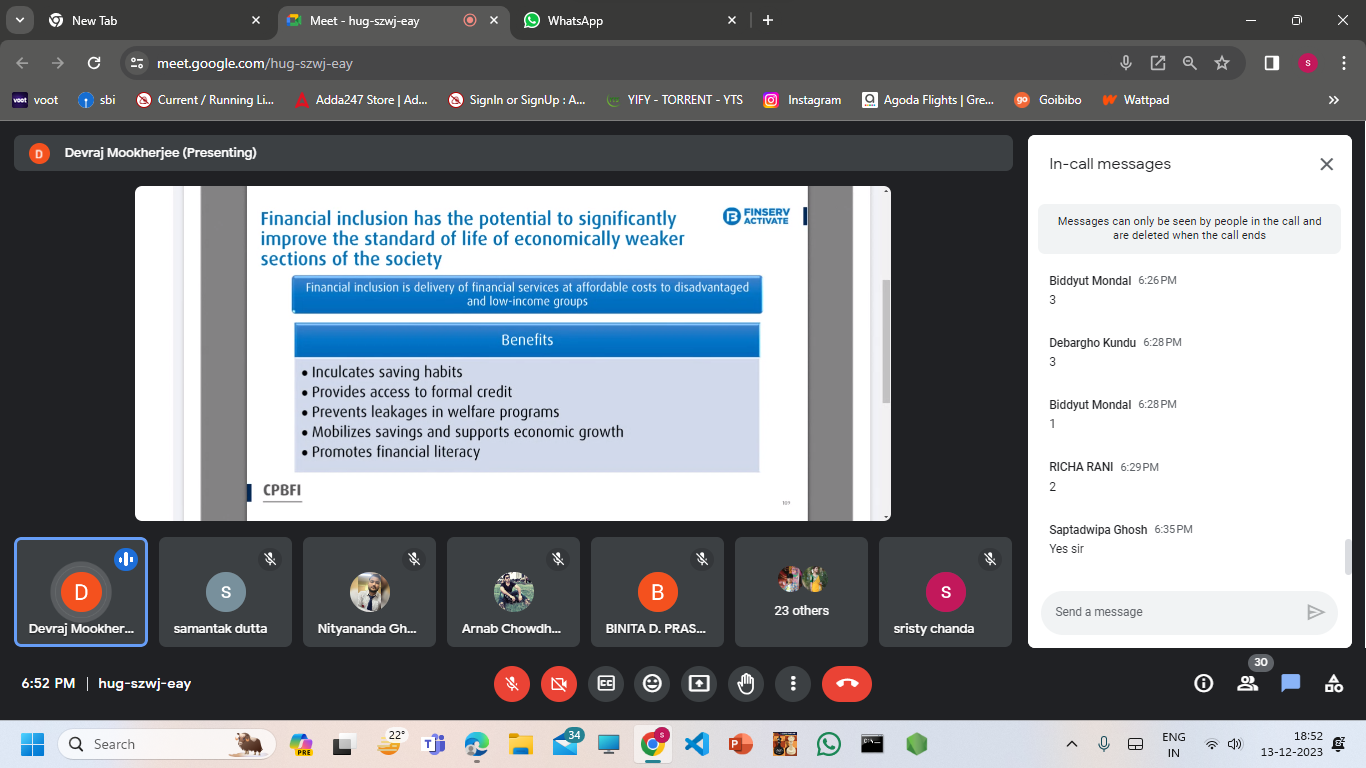 New Tab
Meet - hug-szwj-eay
WhatsApp
meet.google.com/hug-szwj-eay
s
voot
voot
sbi
Current / Running Li...
Adda247 Store | Ad...
SignIn or SignUp : A...
YIFY - TORRENT - YTS
Instagram
Agoda Flights | Gre...
go
Goibibo
Wattpad
D
Devraj Mookherjee (Presenting)
Financial inclusion has the potential to significantly
improve the standard of life of economically weaker
sections of the society
B FINSERV
ACTIVATE
Financial inclusion is delivery of financial services at affordable costs to disadvantaged
and low-income groups
Benefits
• Inculcates saving habits
• Provides access to formal credit
• Prevents leakages in welfare programs
• Mobilizes savings and supports economic growth
• Promotes financial literacy
CPBFI
In-call messages
Messages can only be seen by people in the call and
are deleted when the call ends
Biddyut Mondal 6:26 PM
3
Debargho Kundu 6:28 PM
3
Biddyut Mondal 6:28 PM
1
RICHA RANI 6:29 PM
2
Saptadwipa Ghosh 6:35 PM
Yes sir
Send a message
D
Devraj Mookher...
s
samantak dutta
Nityananda Gh...
Arnab Chowdh...
B
BINITA D. PRAS...
23 others
s
sristy chanda
6:52 PM | hug-szwj-eay
CC
30
Search
PRE
22°
34
s
ENG
IN
18:52
13-12-2023